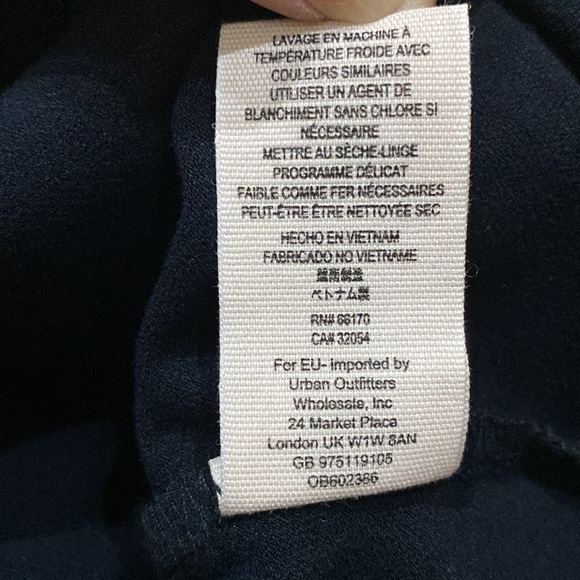 LAVAGE EN MACHINE À
TEMPÉRATURE FROIDE AVEC
COULEURS SIMILAIRES
UTILISER UN AGENT DE
BLANCHIMENT SANS CHLORE SI
NÉCESSAIRE
METTRE AU SÈCHE-LINGE
PROGRAMME DÉLICAT
FAIBLE COMME FER NÉCESSAIRES
PEUT-ÊTRE ÊTRE NETTOYÉE SEC
HECHO EN VIETNAM
FABRICADO NO VIETNAME
越南制造
ベトナム製
RN# 66170
CA# 32054
For EU- imported by
Urban Outfitters
Wholesale, Inc
24 Market Place
London UK W1W 8AN
GB 975119105
OB602386